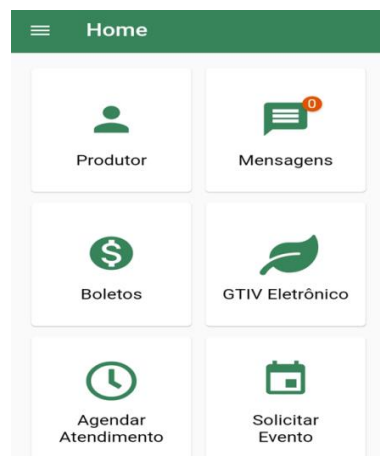 Home
0
Produtor
Mensagens
Boletos
GTIV Eletrônico
Agendar
Atendimento
Solicitar
Evento